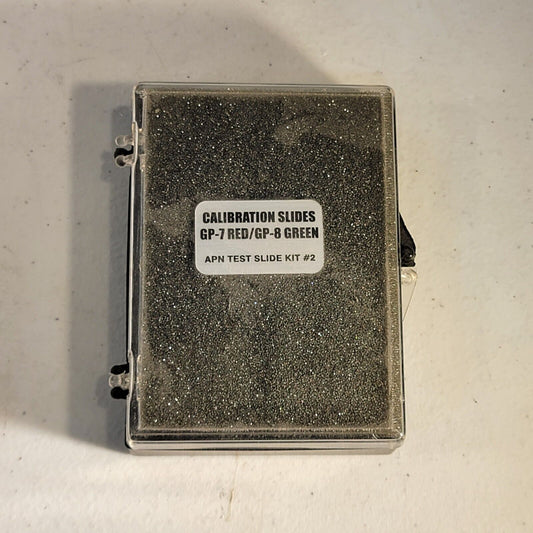 CALIBRATION SLIDES
GP-7 RED/GP-8 GREEN
APN TEST SLIDE KIT #2